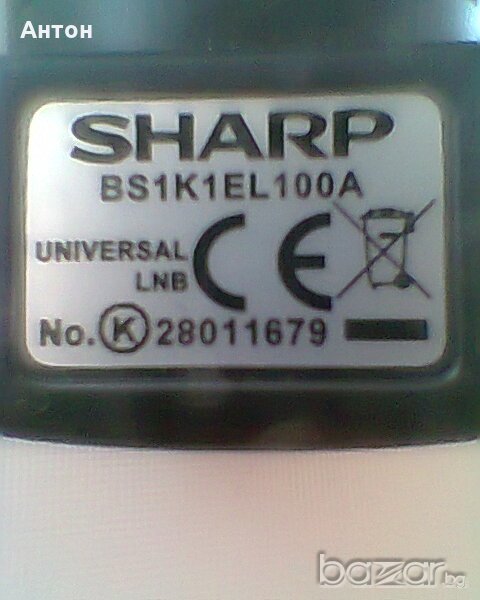 Антон
SHARP
BS1K1EL100A
UNIVERSAL
LNB
CE
No. K 28011679
bazar.bg